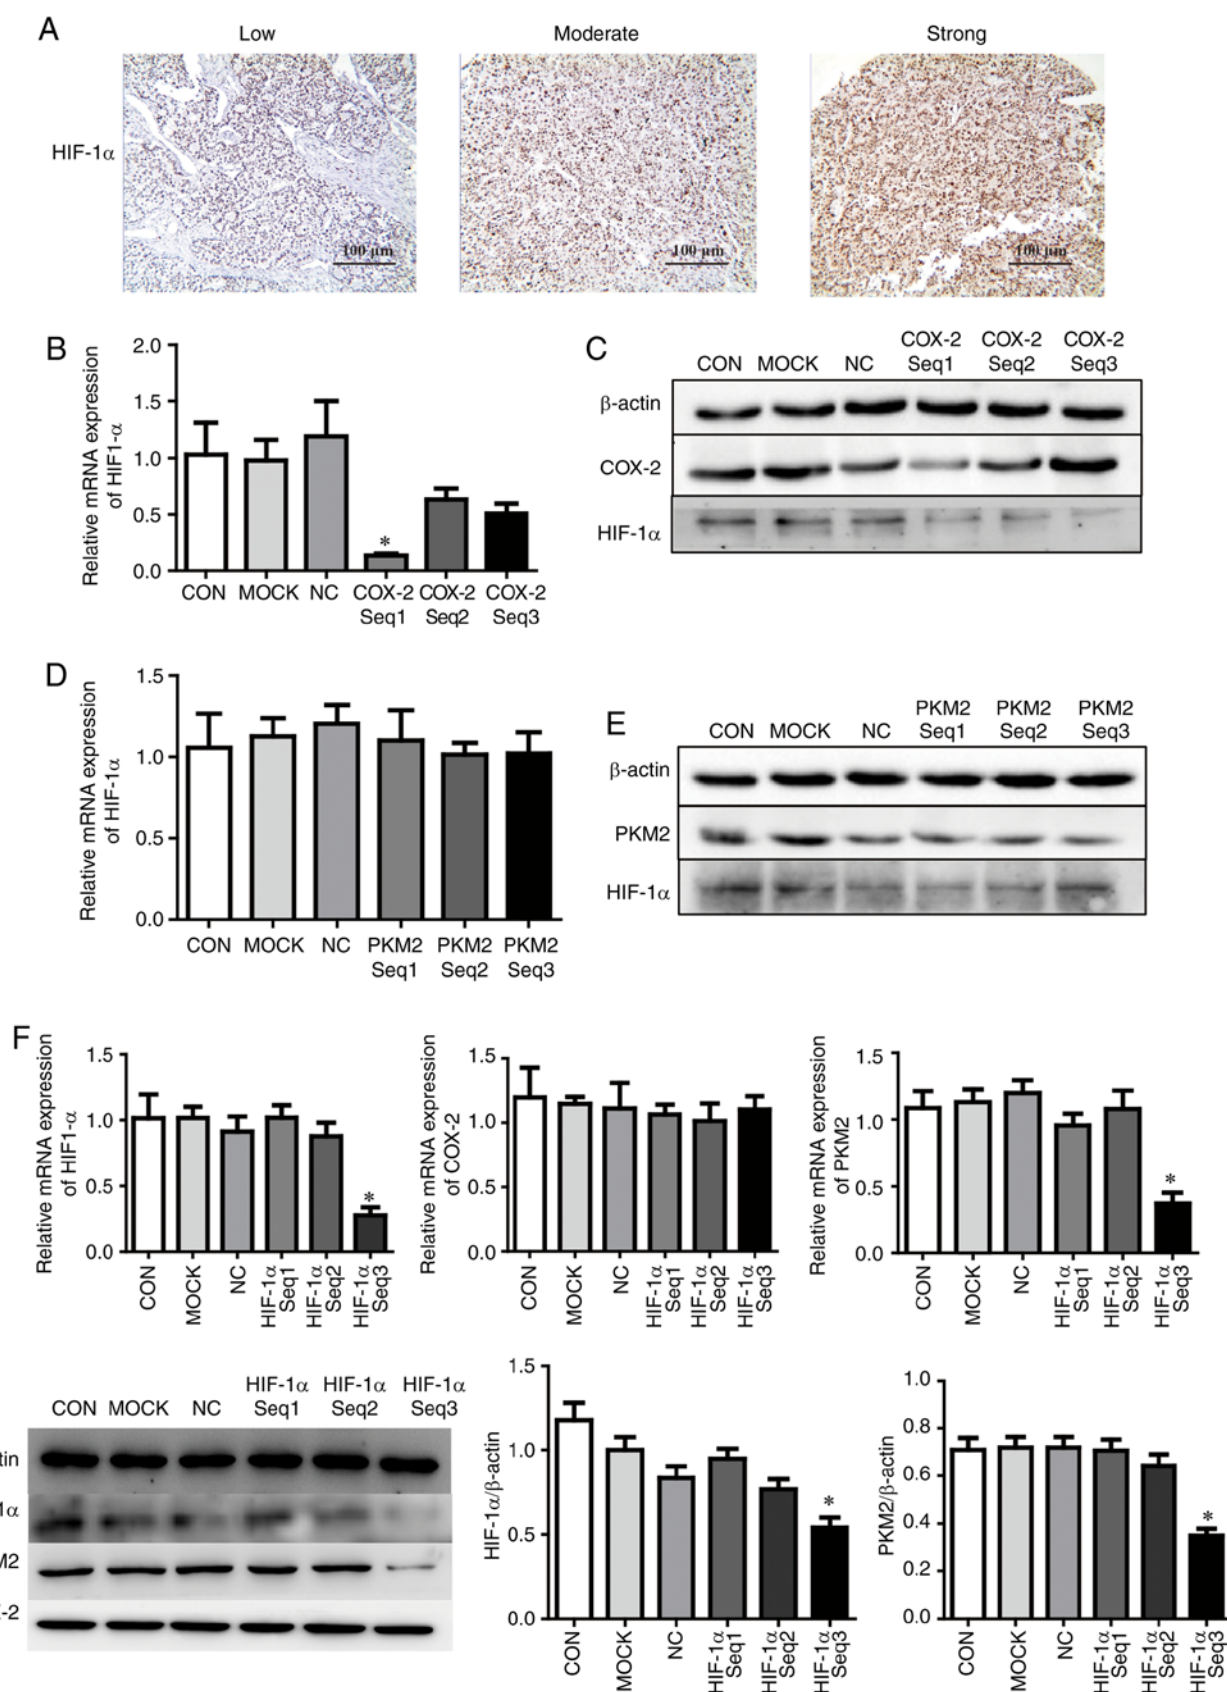 A
Low
Moderate
Strong
HIF-1α
100 μm
100 μm
100 μm
B
Relative mRNA expression
of HIF1-α
2.0
1.5
1.0
0.5
0.0
*
CON
MOCK
NC
COX-2
Seq1
COX-2
Seq2
COX-2
Seq3
C
CON
MOCK
NC
COX-2
Seq1
COX-2
Seq2
COX-2
Seq3
β-actin
COX-2
HIF-1α
D
Relative mRNA expression
of HIF-1α
1.5
1.0
0.5
0.0
CON
MOCK
NC
PKM2
Seq1
PKM2
Seq2
PKM2
Seq3
E
CON
MOCK
NC
PKM2
Seq1
PKM2
Seq2
PKM2
Seq3
β-actin
PKM2
HIF-1α
F
Relative mRNA expression
of HIF1-α
1.5
1.0
0.5
0.0
*
CON
MOCK
NC
HIF-1α
Seq1
HIF-1α
Seq2
HIF-1α
Seq3
Relative mRNA expression
of COX-2
1.5
1.0
0.5
0.0
CON
MOCK
NC
HIF-1α
Seq1
HIF-1α
Seq2
HIF-1α
Seq3
Relative mRNA expression
of PKM2
1.5
1.0
0.5
0.0
*
CON
MOCK
NC
HIF-1α
Seq1
HIF-1α
Seq2
HIF-1α
Seq3
CON
MOCK
NC
HIF-1α
Seq1
HIF-1α
Seq2
HIF-1α
Seq3
tin
1α
M2
-2
HIF-1α/β-actin
1.5
1.0
0.5
0.0
*
CON
MOCK
NC
HIF-1α
Seq1
HIF-1α
Seq2
HIF-1α
Seq3
PKM2/β-actin
1.0
0.8
0.6
0.4
0.2
0.0
*
CON
MOCK
NC
HIF-1α
Seq1
HIF-1α
Seq2
HIF-1α
Seq3